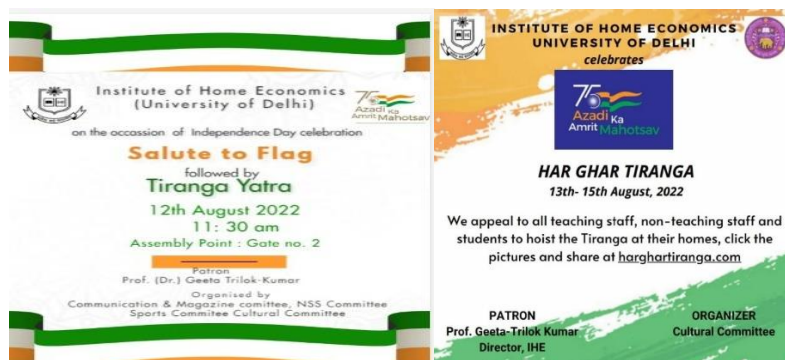 Institute of Home Economics
(University of Delhi)
75
Azadi Ka
Amrit Mahotsav
on the occassion of Independence Day celebration
Salute to Flag
followed by
Tiranga Yatra
12th August 2022
11: 30 am
Assembly Point : Gate no. 2
Patron
Prof. (Dr.) Geeta Trilok-Kumar
Organised by
Communication & Magazine comittee, NSS Committee
Sports Commitee Cultural Committee
INSTITUTE OF HOME ECONOMICS
UNIVERSITY OF DELHI
celebrates
75
Azadi Ka
Amrit Mahotsav
HAR GHAR TIRANGA
13th- 15th August, 2022
We appeal to all teaching staff, non-teaching staff and
students to hoist the Tiranga at their homes, click the
pictures and share at harghartiranga.com
PATRON
Prof. Geeta-Trilok Kumar
Director, IHE
ORGANIZER
Cultural Committee